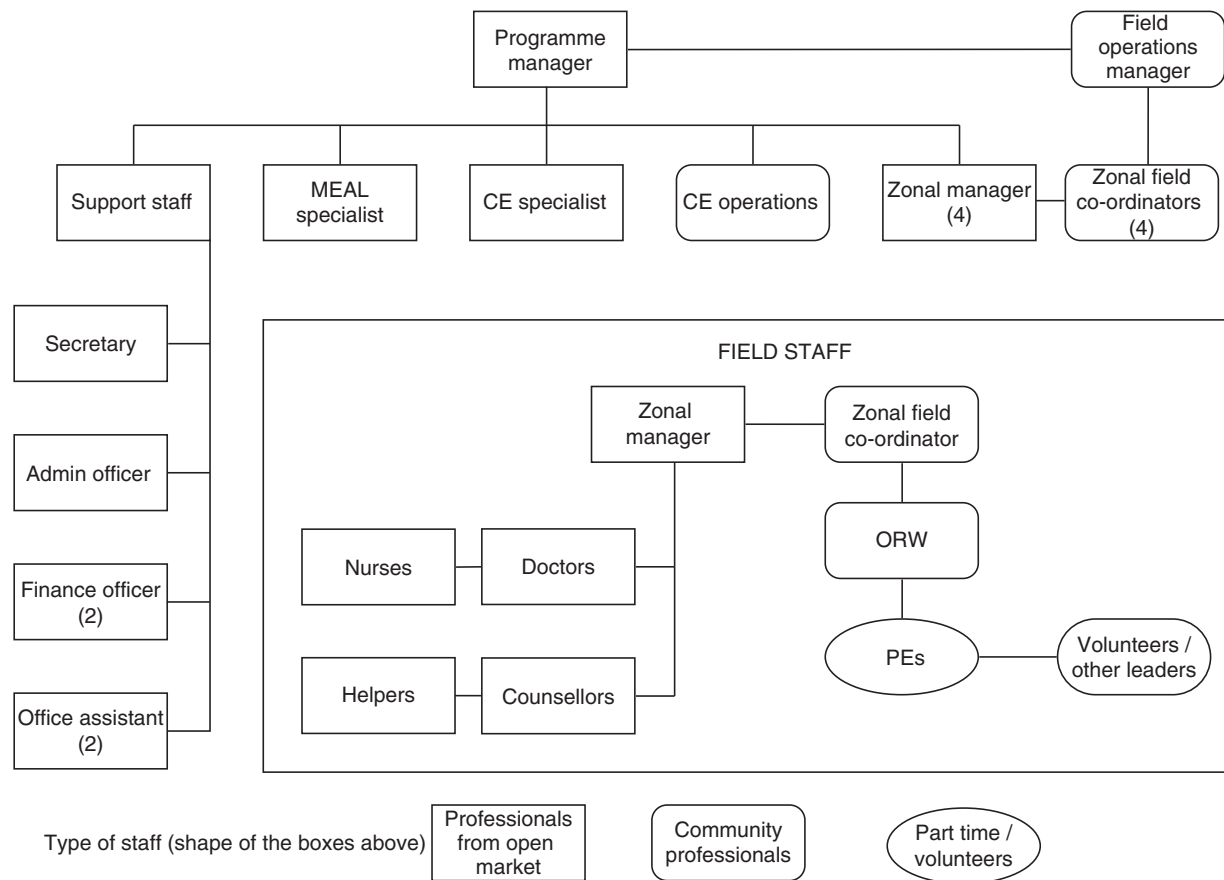 Programme
manager
Field
operations
manager
Support staff
MEAL
specialist
CE specialist
CE operations
Zonal manager
(4)
Zonal field
co-ordinators
(4)
Secretary
Admin officer
Finance officer
(2)
Office assistant
(2)
FIELD STAFF
Zonal
manager
Zonal field
co-ordinator
ORW
Nurses
Doctors
PEs
Volunteers /
other leaders
Helpers
Counsellors
Type of staff (shape of the boxes above)
Professionals
from open
market
Community
professionals
Part time /
volunteers